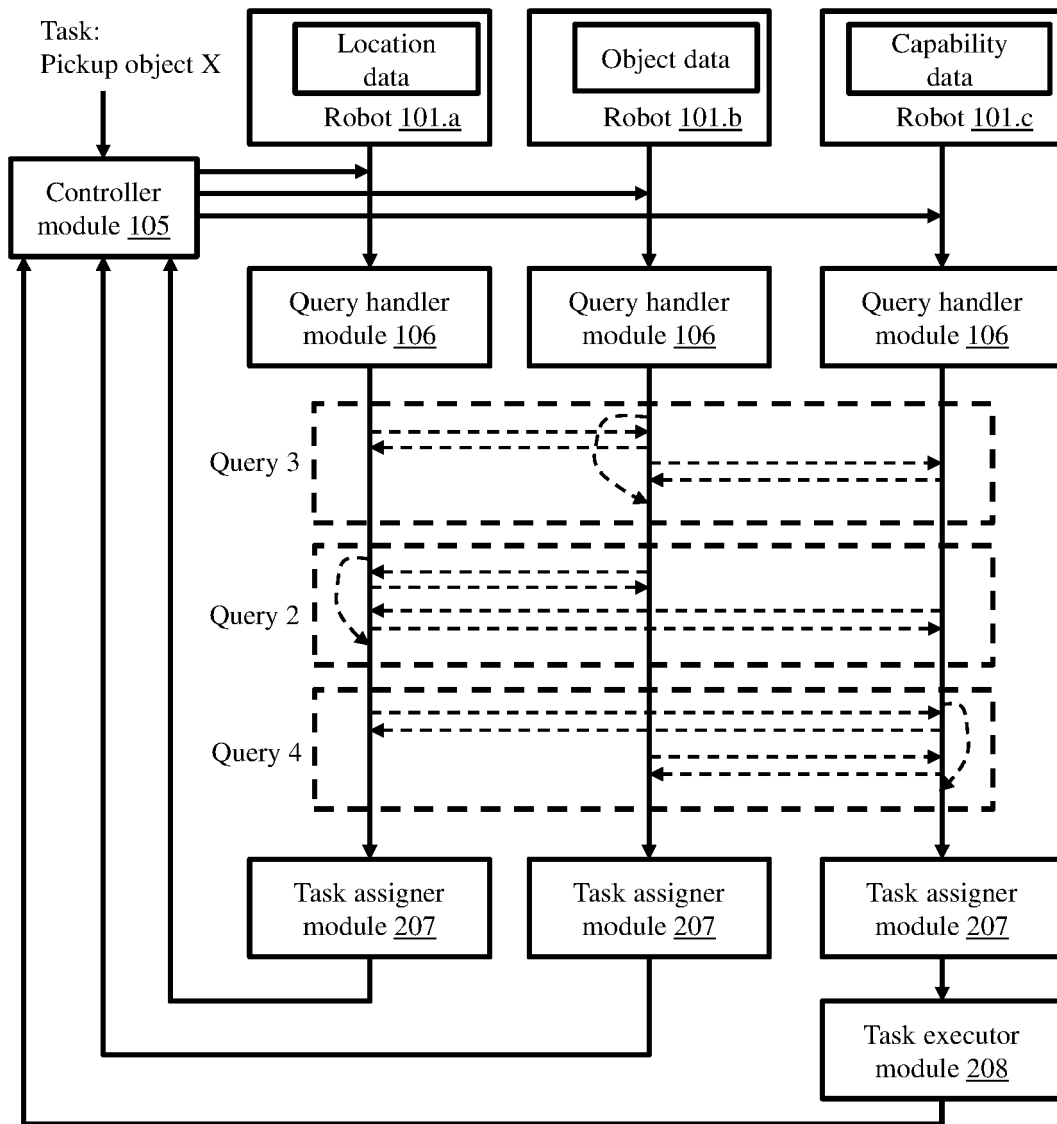 Task:
Pickup object X
Location
data
Robot 101.a
Object data
Robot 101.b
Capability
data
Robot 101.c
Controller
module 105
Query handler
module 106
Query handler
module 106
Query handler
module 106
Query 3
Query 2
Query 4
Task assigner
module 207
Task assigner
module 207
Task assigner
module 207
Task executor
module 208